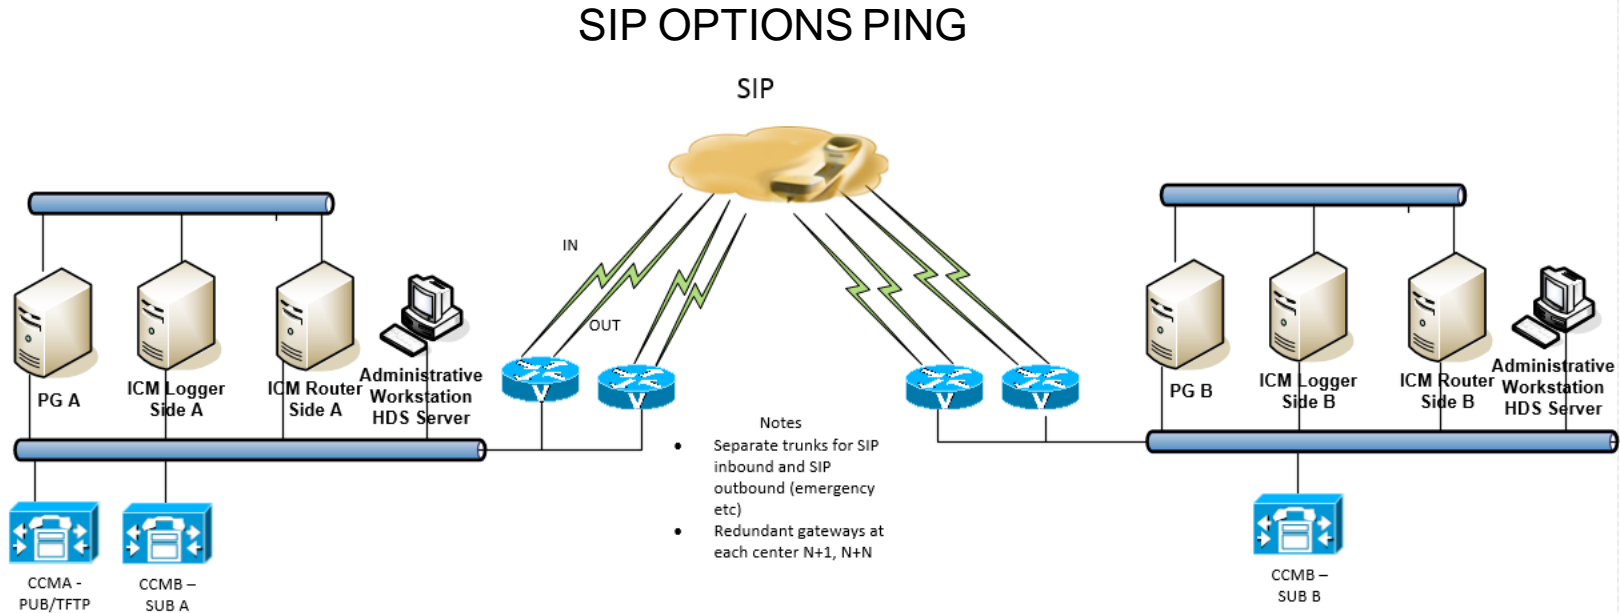 SIP OPTIONS PING
SIP
IN
OUT
PG A
ICM Logger
Side A
ICM Router
Side A
Administrative
Workstation
HDS Server
V
V
V
V
PG B
ICM Logger
Side B
ICM Router
Side B
Administrative
Workstation
HDS Server
Notes
● Separate trunks for SIP
inbound and SIP
outbound (emergency
etc)
● Redundant gateways at
each center N+1, N+N
CCMA -
PUB/TFTP
CCMB –
SUB A
CCMB –
SUB B